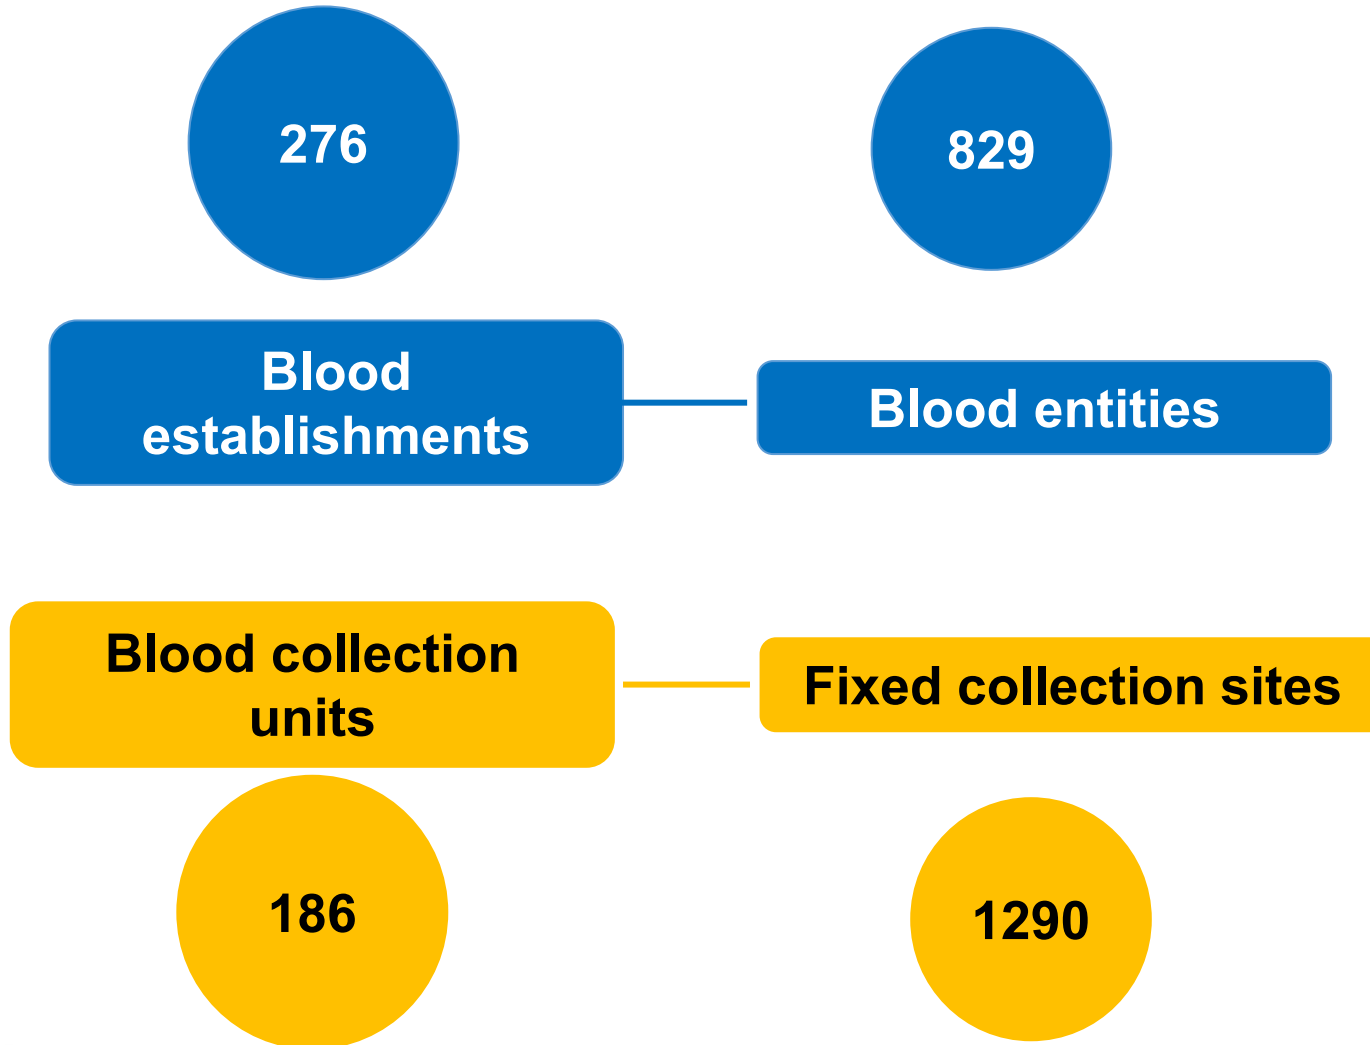 276
829
Blood
establishments
Blood entities
Blood collection
units
Fixed collection sites
186
1290